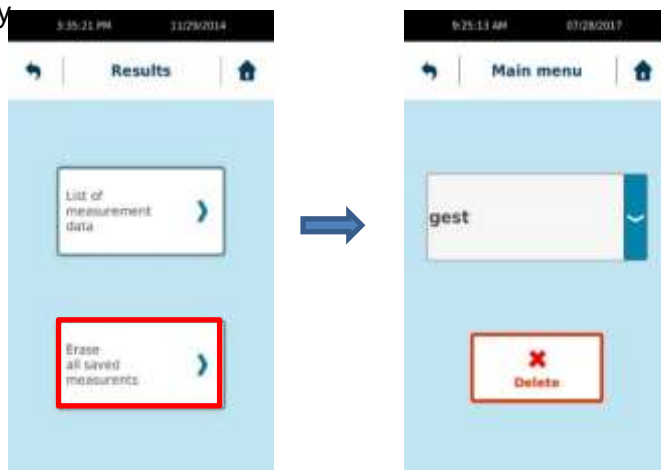 y
3:35:21 PM 11/29/2014
Results
List of
measurement
data
Erase
all saved
measurents
9:25:13 AM 07/28/2017
Main menu
gest
Delete